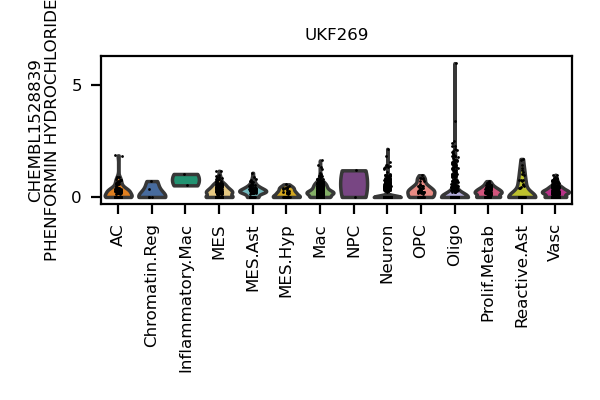 UKF269
CHEMBL1528839
PHENFORMIN HYDROCHLORIDE
5
0
AC
Chromatin.Reg
Inflammatory.Mac
MES
MES.Ast
MES.Hyp
Mac
NPC
Neuron
OPC
Oligo
Prolif.Metab
Reactive.Ast
Vasc